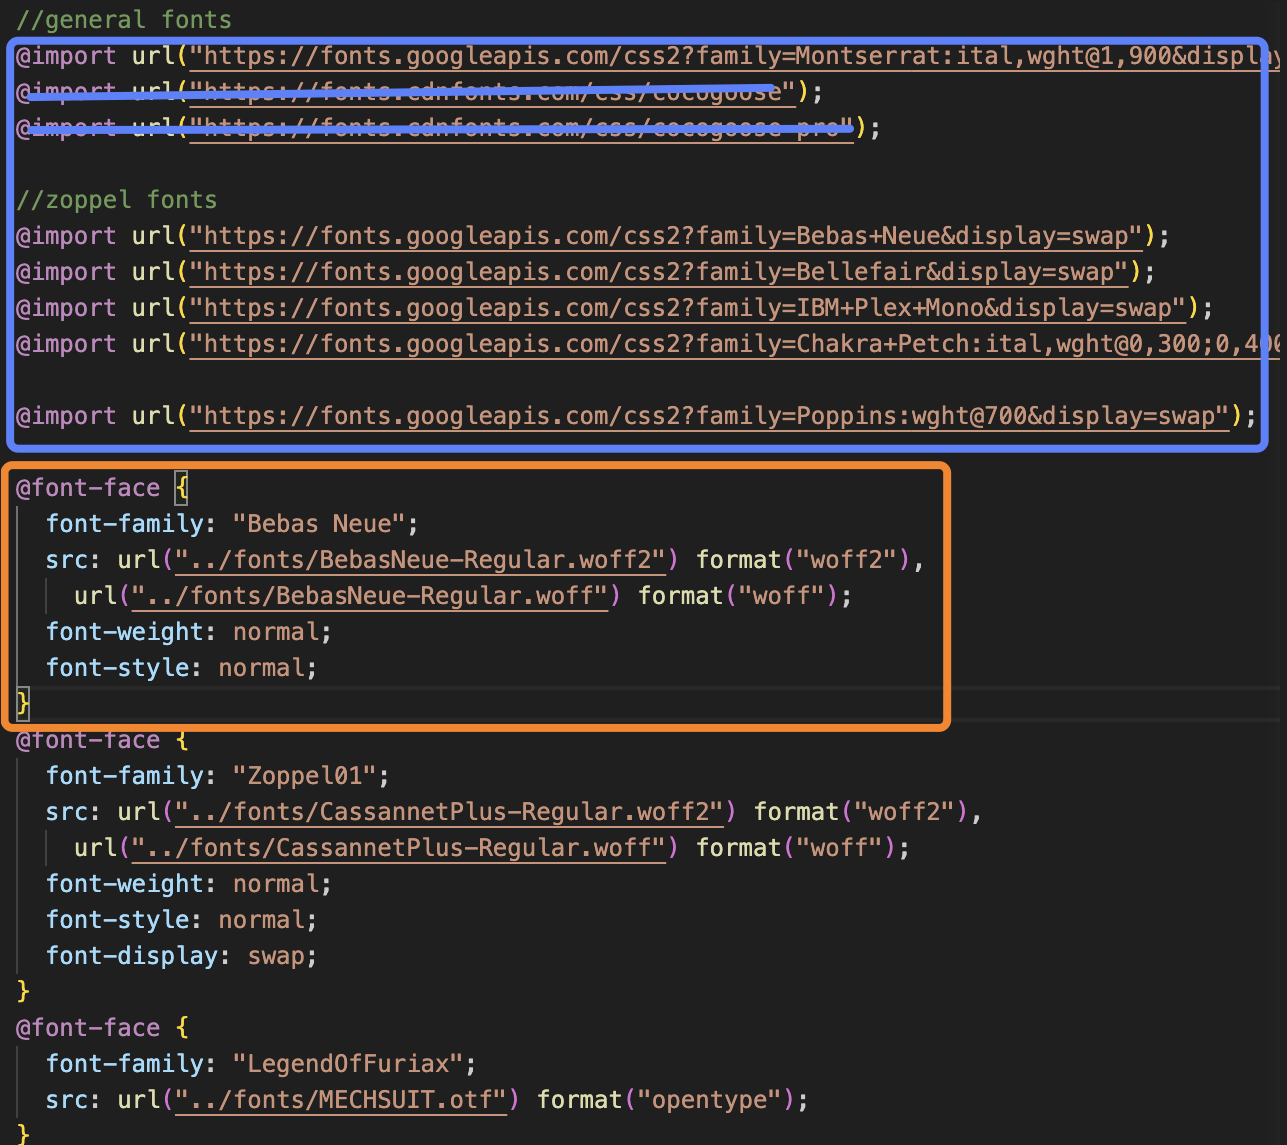 //general fonts
@import url("https://fonts.googleapis.com/css2?family=Montserrat:ital,wght@1,900&display
@import url("https://fonts.cdnfonts.com/css/cocogoose");
@import url("https://fonts.cdnfonts.com/css/cocogoose-pro");
//zoppel fonts
@import url("https://fonts.googleapis.com/css2?family=Bebas+Neue&display=swap");
@import url("https://fonts.googleapis.com/css2?family=Bellefair&display=swap");
@import url("https://fonts.googleapis.com/css2?family=IBM+Plex+Mono&display=swap");
@import url("https://fonts.googleapis.com/css2?family=Chakra+Petch:ital,wght@0,300;0,400
@import url("https://fonts.googleapis.com/css2?family=Poppins:wght@700&display=swap");
@font-face {
font-family: "Bebas Neue";
src: url("../fonts/BebasNeue-Regular.woff2") format("woff2"),
url("../fonts/BebasNeue-Regular.woff") format("woff");
font-weight: normal;
font-style: normal;
}
@font-face {
font-family: "Zoppel01";
src: url("../fonts/CassannetPlus-Regular.woff2") format("woff2"),
url("../fonts/CassannetPlus-Regular.woff") format("woff");
font-weight: normal;
font-style: normal;
font-display: swap;
}
@font-face {
font-family: "LegendOfFuriax";
src: url("../fonts/MECHSUIT.otf") format("opentype");
}